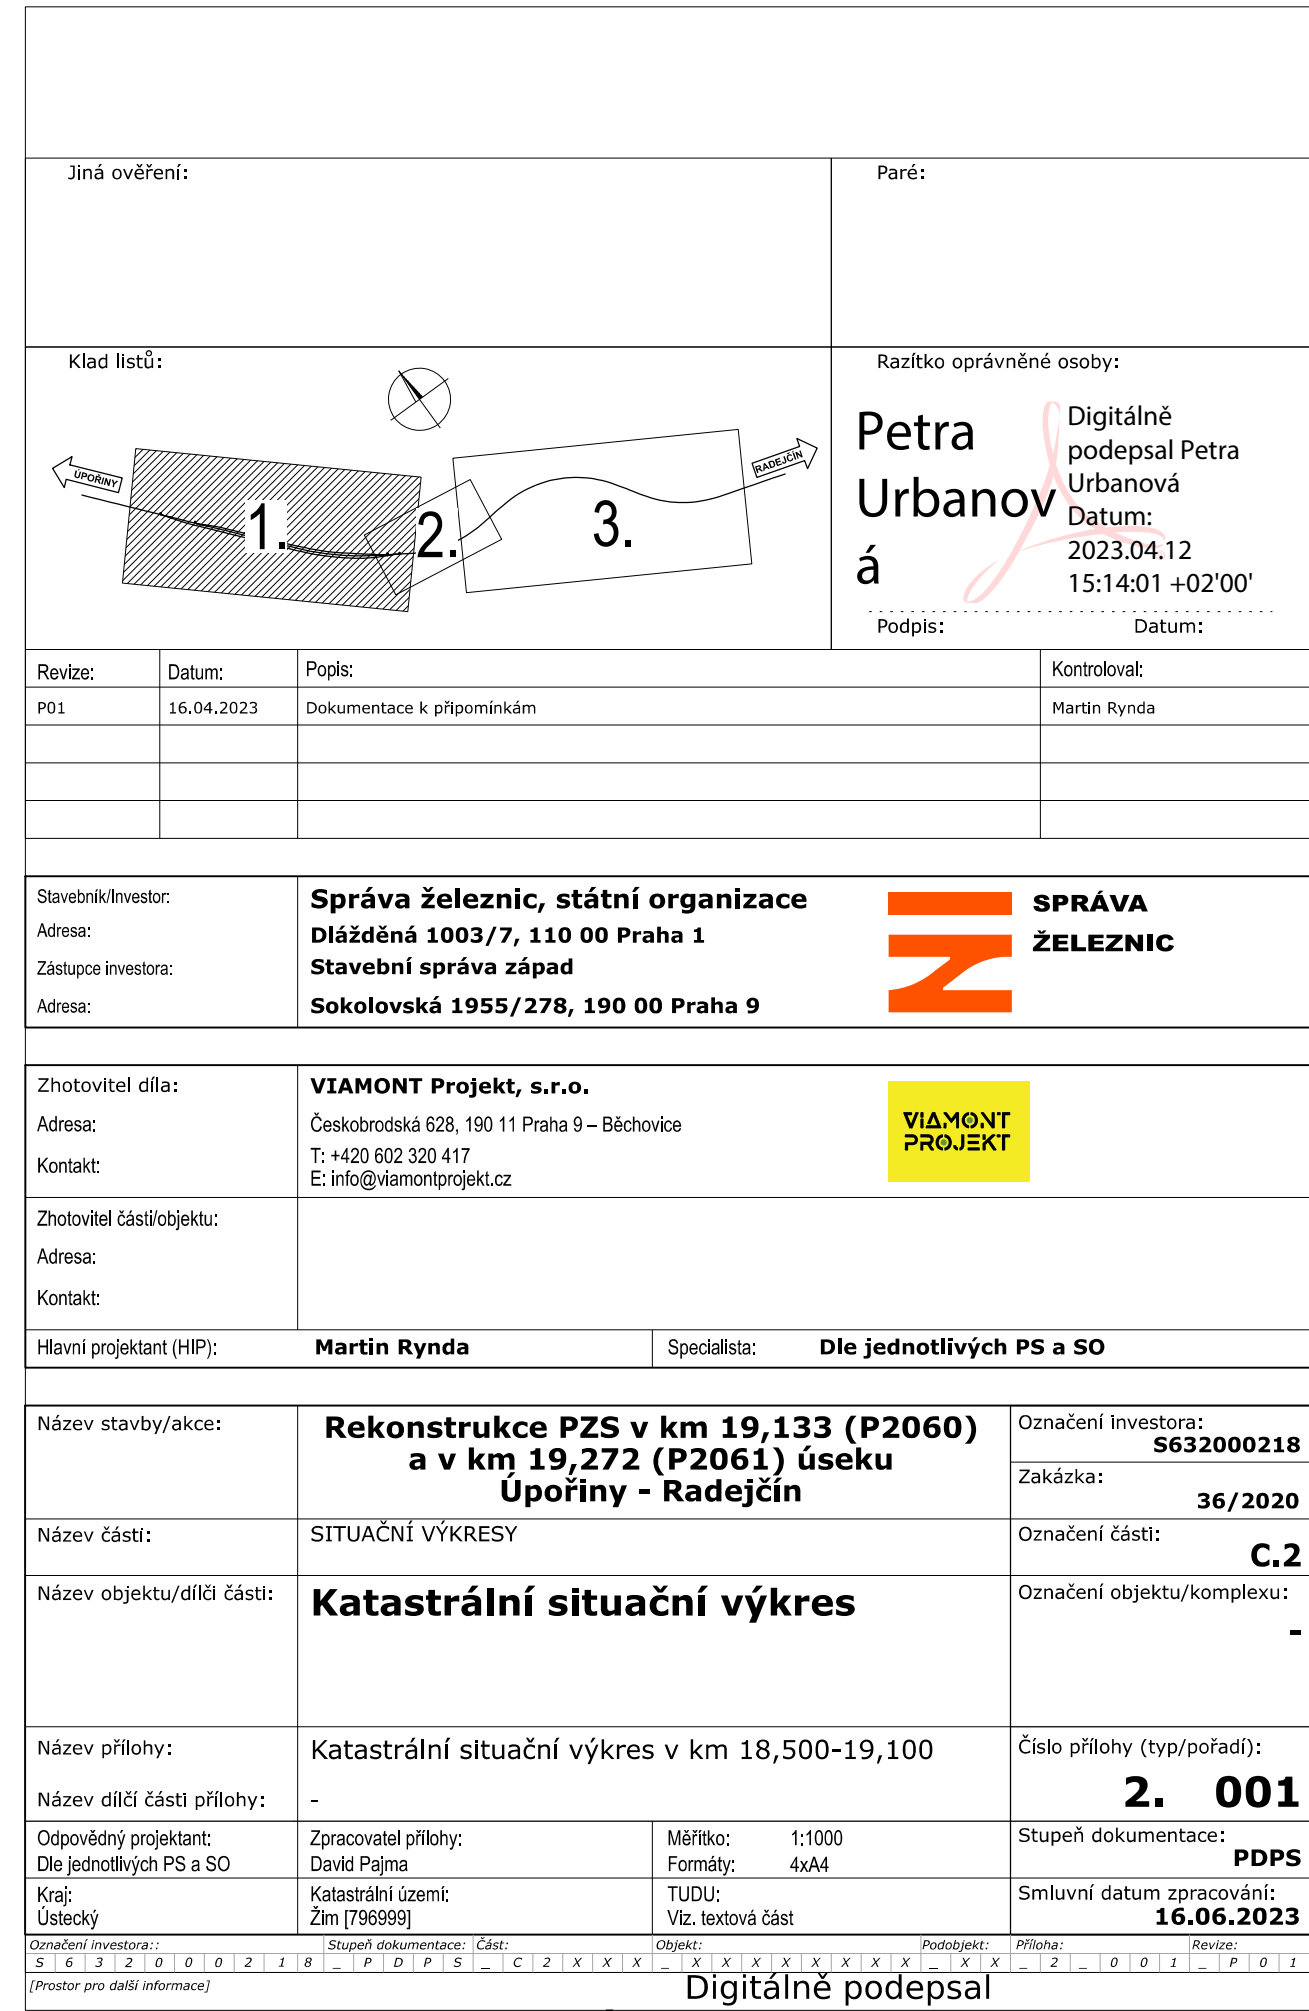 Jiná ověření:
Paré:
Klad listů:
Razítko oprávněné osoby:
ÚPOŘINY
1.
2.
3.
RADEJČÍN
Petra
Urbanov
á
Digitálně
podepsal Petra
Urbanová
Datum:
2023.04.12
15:14:01 +02'00'
Podpis: Datum:
Revize: Datum: Popis: Kontroloval:
P01 16.04.2023 Dokumentace k připomínkám Martin Rynda
Stavebník/Investor: Správa železnic, státní organizace
Adresa: Dlážděná 1003/7, 110 00 Praha 1
Zástupce investora: Stavební správa západ
Adresa: Sokolovská 1955/278, 190 00 Praha 9
SPRÁVA
ŽELEZNIC
Zhotovitel díla: VIAMONT Projekt, s.r.o.
Adresa: Českobrodská 628, 190 11 Praha 9 – Běchovice
Kontakt: T: +420 602 320 417
E: info@viamontprojekt.cz
VIAMONT
PROJEKT
Zhotovitel části/objektu:
Adresa:
Kontakt:
Hlavní projektant (HIP): Martin Rynda Specialista: Dle jednotlivých PS a SO
Název stavby/akce: Rekonstrukce PZS v km 19,133 (P2060)
a v km 19,272 (P2061) úseku
Úpořiny - Radejčín
Označení investora:
S632000218
Zakázka:
36/2020
Název části: SITUAČNÍ VÝKRESY
Označení části:
C.2
Název objektu/dílči části: Katastrální situační výkres
Označení objektu/komplexu:
-
Název přílohy: Katastrální situační výkres v km 18,500-19,100
Název dílčí části přílohy: -
Číslo přílohy (typ/pořadí):
2. 001
Odpovědný projektant: Zpracovatel přílohy: Měřítko: 1:1000
Dle jednotlivých PS a SO David Pajma Formáty: 4xA4
Stupeň dokumentace:
PDPS
Kraj: Katastrální území: TUDU:
Ústecký Žim [796999] Viz. textová část
Smluvní datum zpracování:
16.06.2023
Označení investora:: Stupeň dokumentace: Část: Objekt: Podobjekt: Příloha: Revize:
S 6 3 2 0 0 0 2 1 8 _ P D P S _ C 2 X X X _ X X X X X X X X _ X X _ 2 _ 0 0 1 _ P 0 1
[Prostor pro další informace]
Digitálně podepsal